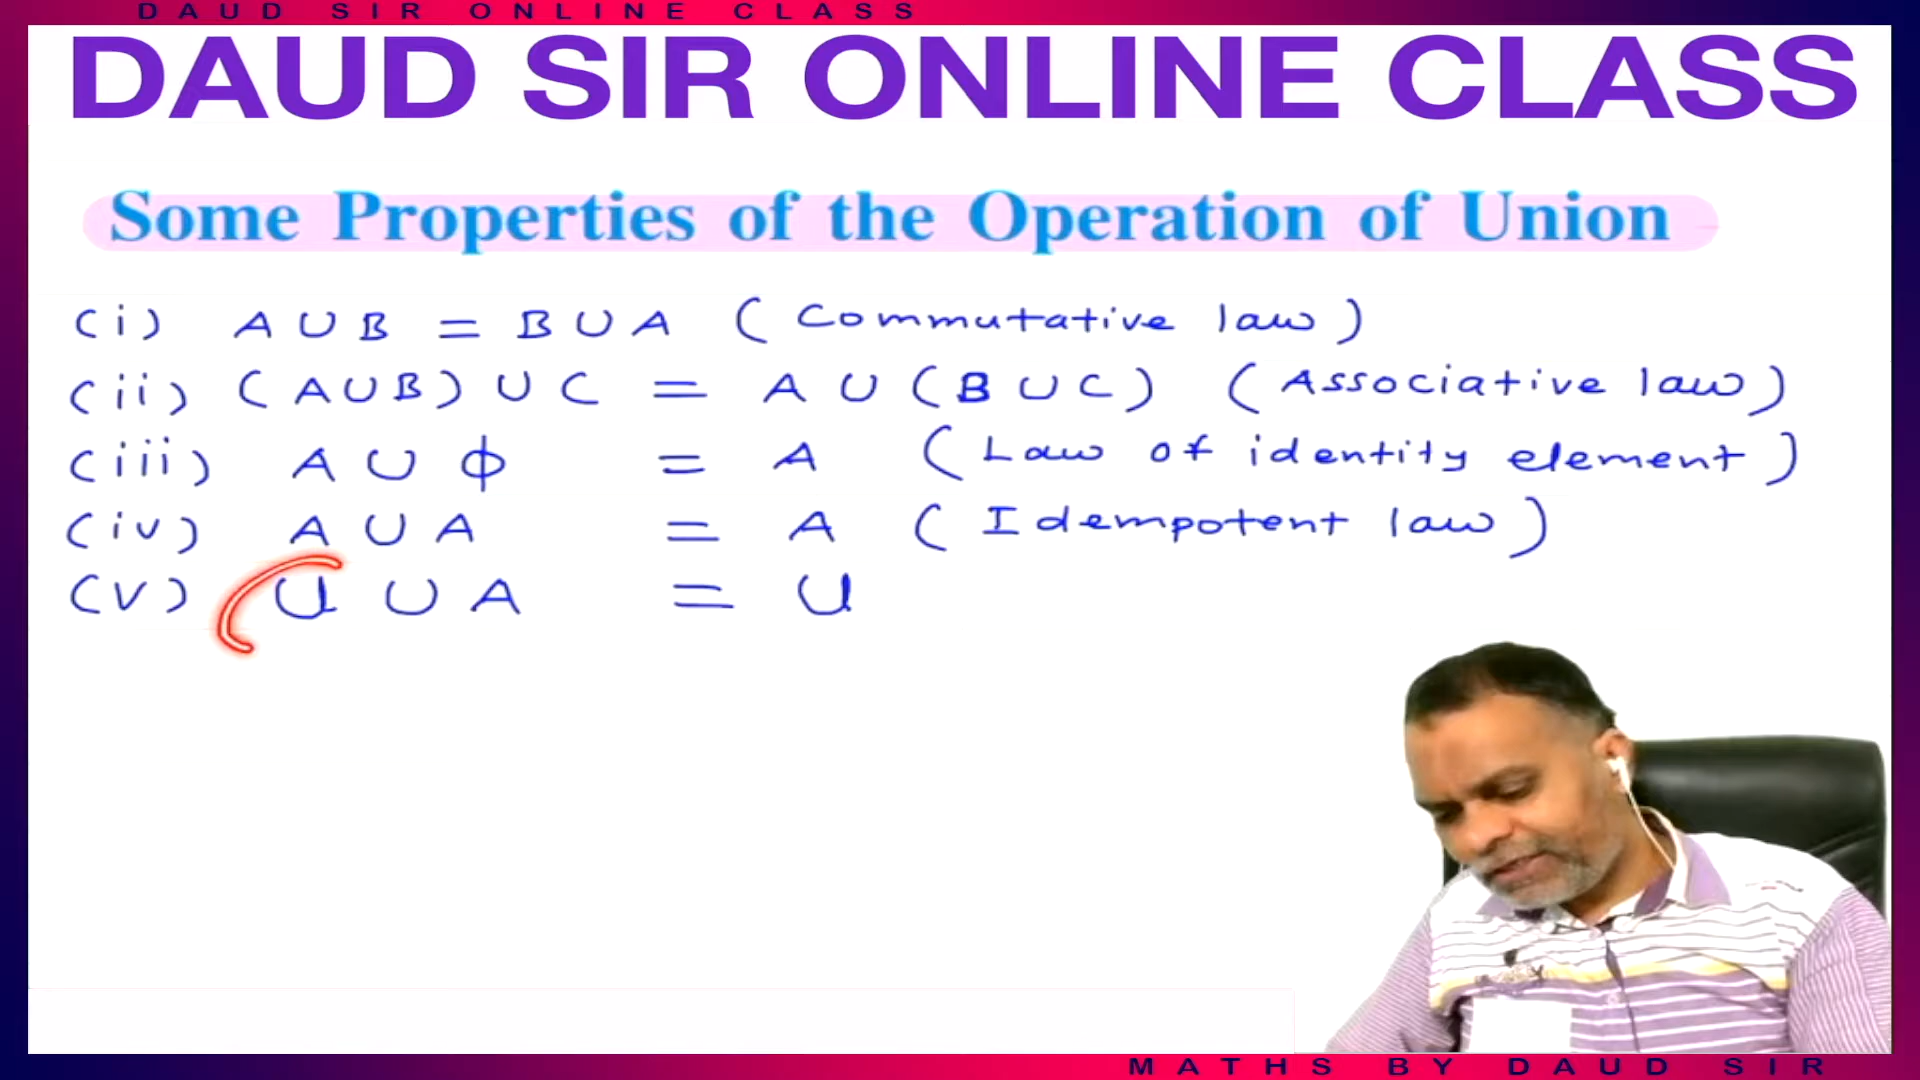 DAUD SIR ONLINE CLASS
DAUD SIR ONLINE CLASS
Some Properties of the Operation of Union
(i) A ∪ B = B ∪ A (Commutative law)
(ii) (A ∪ B) ∪ C = A ∪ (B ∪ C) (Associative law)
(iii) A ∪ ϕ = A (Law of identity element)
(iv) A ∪ A = A (Idempotent law)
(v) U ∪ A = U
MATHS BY DAUD SIR